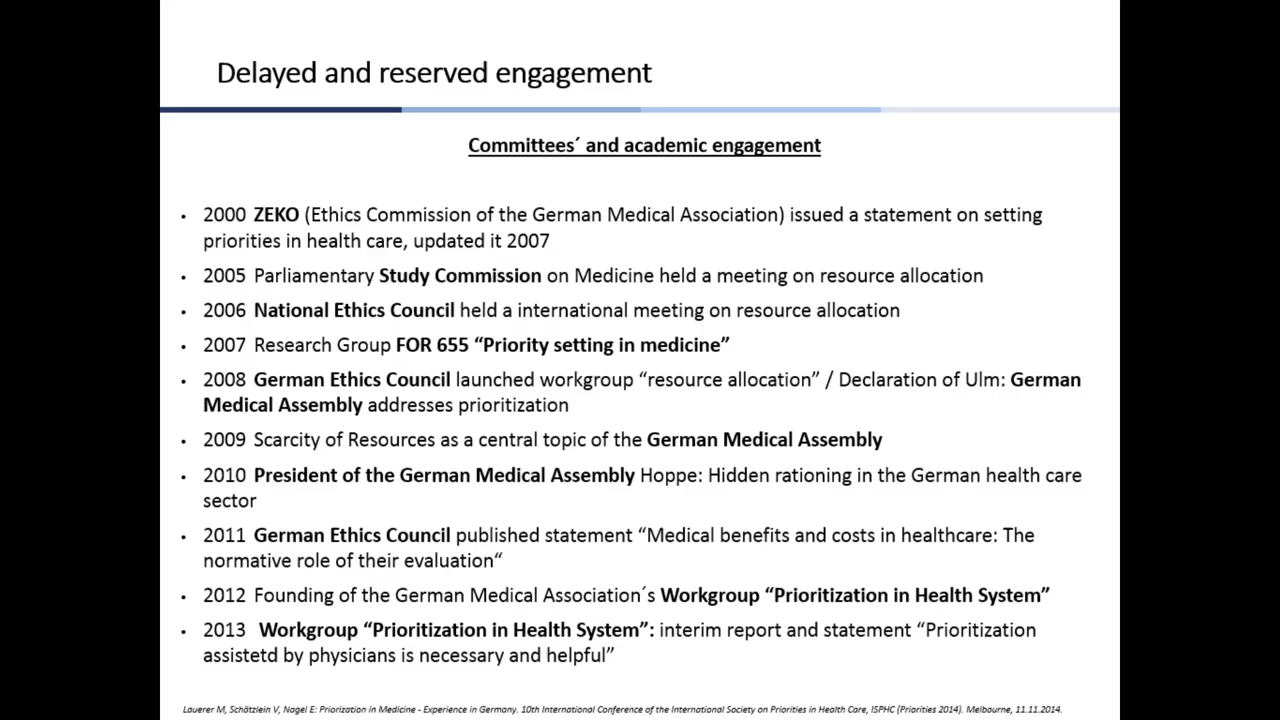 Delayed and reserved engagement
Committees´ and academic engagement
• 2000 ZEKO (Ethics Commission of the German Medical Association) issued a statement on setting
priorities in health care, updated it 2007
• 2005 Parliamentary Study Commission on Medicine held a meeting on resource allocation
• 2006 National Ethics Council held a international meeting on resource allocation
• 2007 Research Group FOR 655 “Priority setting in medicine”
• 2008 German Ethics Council launched workgroup “resource allocation” / Declaration of Ulm: German
Medical Assembly addresses prioritization
• 2009 Scarcity of Resources as a central topic of the German Medical Assembly
• 2010 President of the German Medical Assembly Hoppe: Hidden rationing in the German health care
sector
• 2011 German Ethics Council published statement “Medical benefits and costs in healthcare: The
normative role of their evaluation“
• 2012 Founding of the German Medical Association´s Workgroup “Prioritization in Health System”
• 2013 Workgroup “Prioritization in Health System”: interim report and statement “Prioritization
assistetd by physicians is necessary and helpful”
Lauerer M, Schätzlein V, Nagel E: Priorization in Medicine - Experience in Germany. 10th International Conference of the International Society on Priorities in Health Care, ISPHC (Priorities 2014). Melbourne, 11.11.2014.